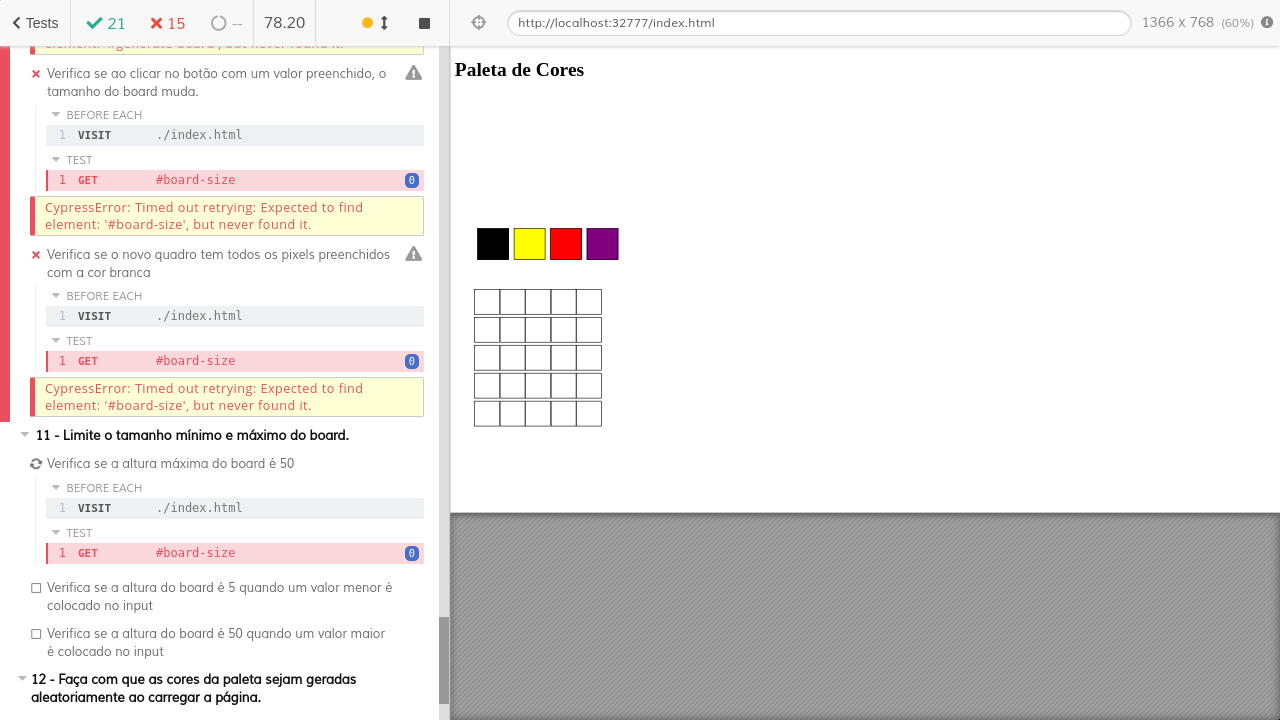 Tests 21 15 -- 78.20 http://localhost:32777/index.html 1366 x 768 (60%)
element: '#generate-board', but never found it.
Verifica se ao clicar no botão com um valor preenchido, o
tamanho do board muda.
BEFORE EACH
1 VISIT ./index.html
TEST
1 GET #board-size 0
CypressError: Timed out retrying: Expected to find
element: '#board-size', but never found it.
Verifica se o novo quadro tem todos os pixels preenchidos
com a cor branca
BEFORE EACH
1 VISIT ./index.html
TEST
1 GET #board-size 0
CypressError: Timed out retrying: Expected to find
element: '#board-size', but never found it.
11 - Limite o tamanho mínimo e máximo do board.
Verifica se a altura máxima do board é 50
BEFORE EACH
1 VISIT ./index.html
TEST
1 GET #board-size 0
Verifica se a altura do board é 5 quando um valor menor é
colocado no input
Verifica se a altura do board é 50 quando um valor maior
é colocado no input
12 - Faça com que as cores da paleta sejam geradas
aleatoriamente ao carregar a página.
Paleta de Cores